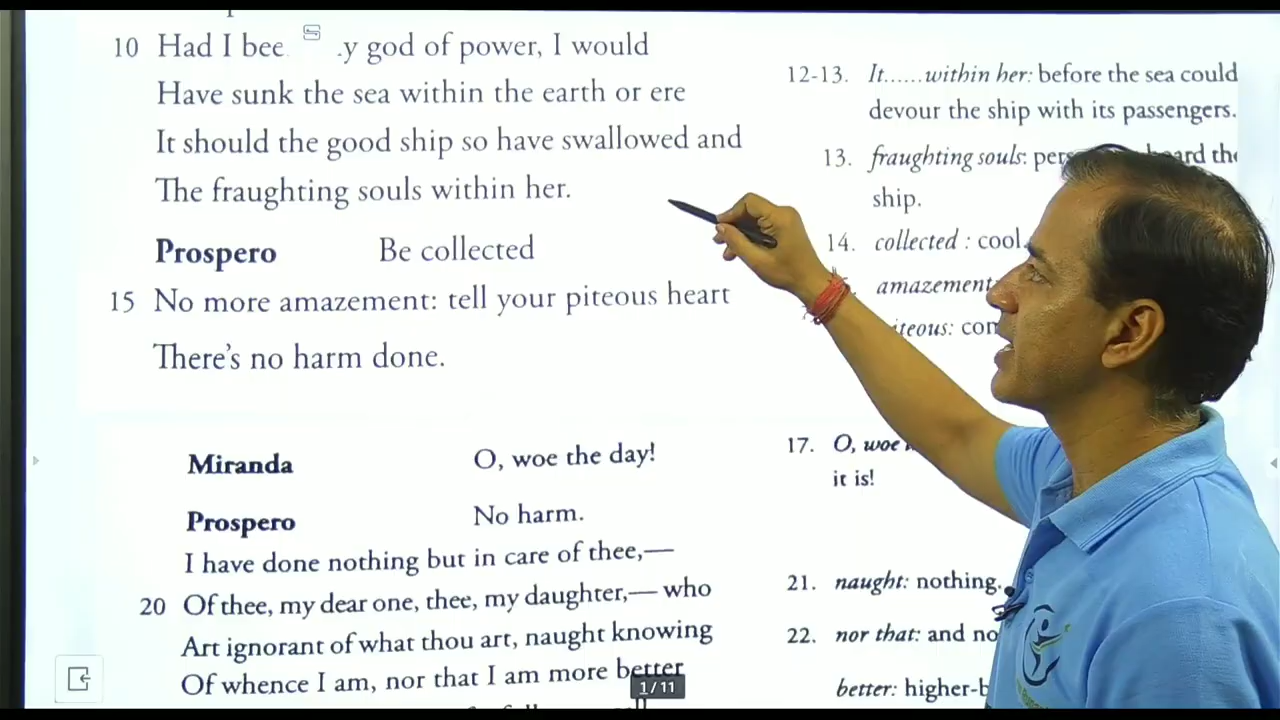 10 Had I bee y god of power, I would
Have sunk the sea within the earth or ere
It should the good ship so have swallowed and
The fraughting souls within her.
Prospero Be collected
15 No more amazement: tell your piteous heart
There's no harm done.
Miranda O, woe the day!
Prospero No harm.
I have done nothing but in care of thee,—
20 Of thee, my dear one, thee, my daughter,— who
Art ignorant of what thou art, naught knowing
Of whence I am, nor that I am more better
12-13. It......within her: before the sea could
devour the ship with its passengers.
13. fraughting souls: ard the
ship.
14. collected : cool
amazement
iteous:
17. O, woe
it is!
21. naught: nothing.
22. nor that: and no
better: higher-b
1/11